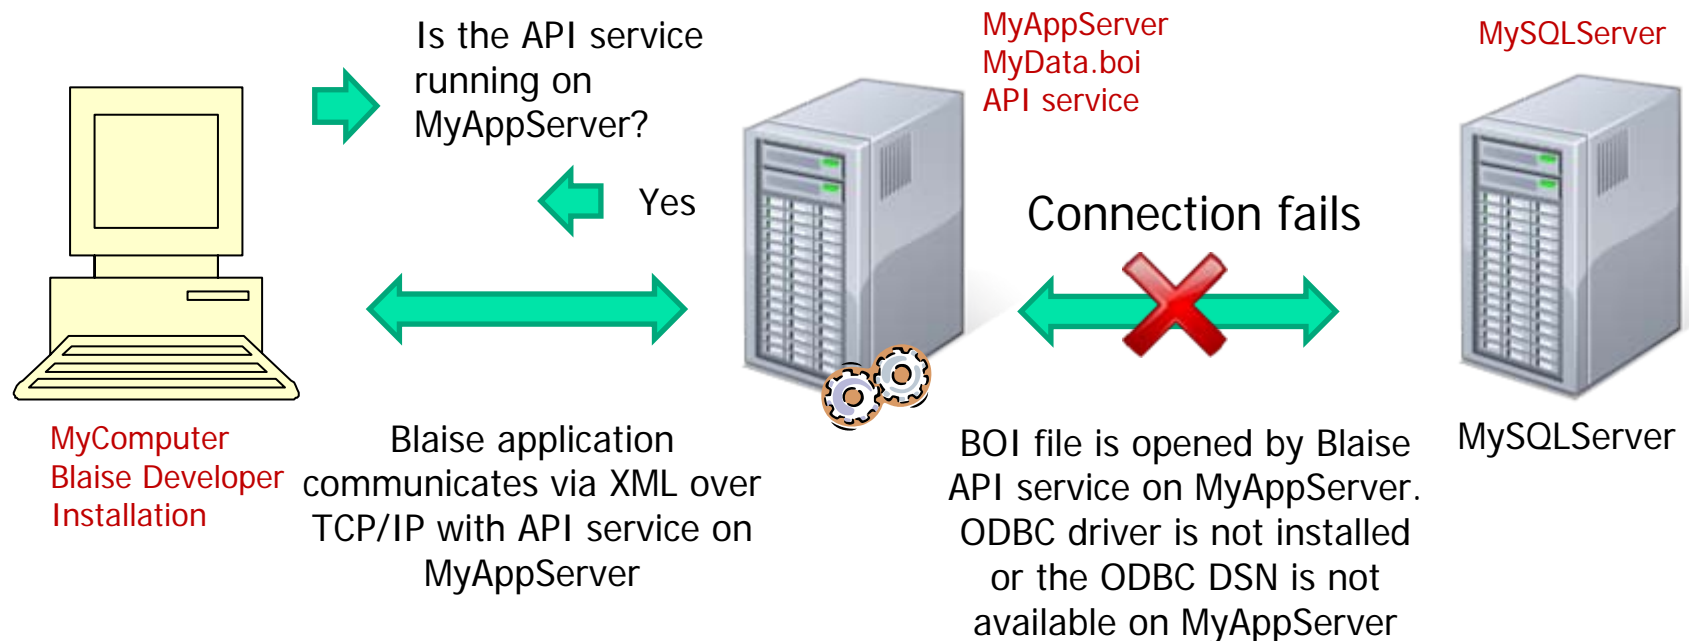 Is the API service
running on
MyAppServer?
Yes
MyAppServer
MyData.boi
API service
MySQLServer
Connection fails
MyComputer
Blaise Developer
Installation
Blaise application
communicates via XML over
TCP/IP with API service on
MyAppServer
BOI file is opened by Blaise
API service on MyAppServer.
ODBC driver is not installed
or the ODBC DSN is not
available on MyAppServer
MySQLServer